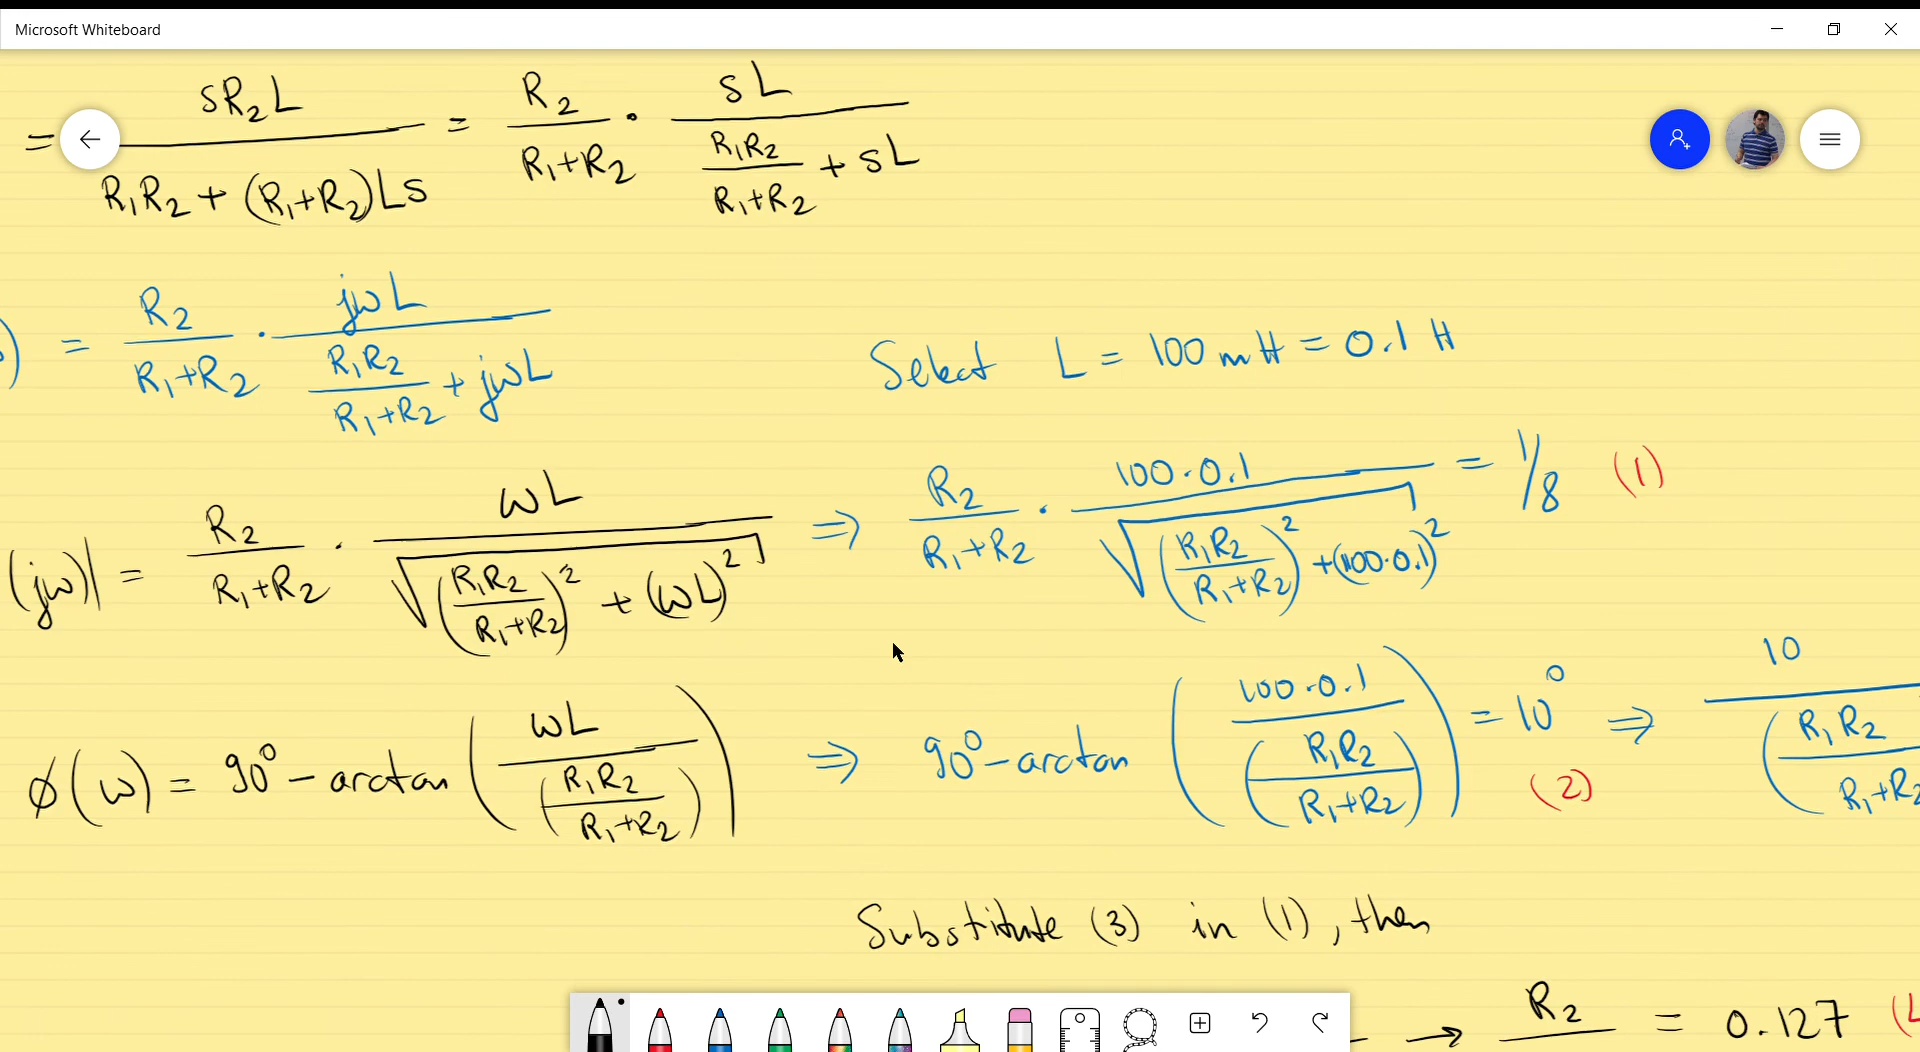 Microsoft Whiteboard
= sR₂L / (R₁R₂ + (R₁+R₂)Ls) = R₂ / (R₁+R₂) · sL / (R₁R₂ / (R₁+R₂) + sL)
) = R₂ / (R₁+R₂) · jωL / (R₁R₂ / (R₁+R₂) + jωL)
Select L = 100 mH = 0.1 H
(jω)| = R₂ / (R₁+R₂) · ωL / √((R₁R₂ / (R₁+R₂))² + (ωL)²) ⇒ R₂ / (R₁+R₂) · 100·0.1 / √((R₁R₂ / (R₁+R₂))² + (100·0.1)²) = 1/8 (1)
φ(ω) = 90° − arctan (ωL / (R₁R₂ / (R₁+R₂))) ⇒ 90° − arctan (100·0.1 / (R₁R₂ / (R₁+R₂))) = 10° (2) ⇒ 10 / (R₁R₂ / R₁+R₂
Substitute (3) in (1), then
→ R₂ / = 0.127